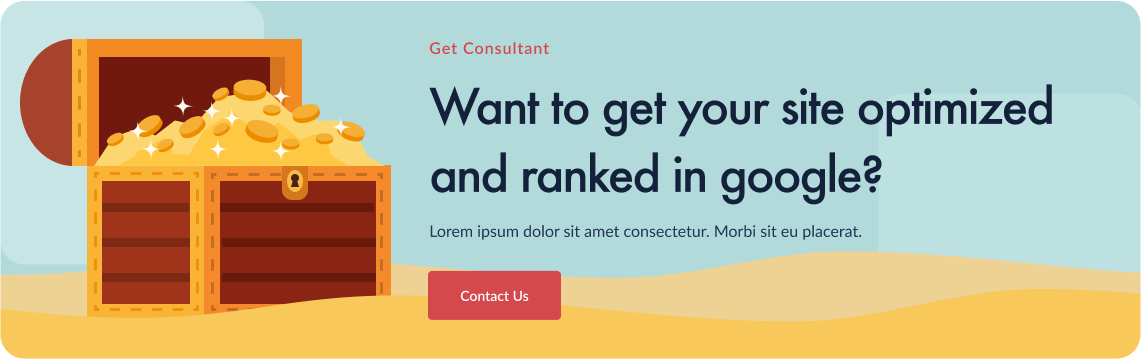 Get Consultant
Want to get your site optimized
and ranked in google?
Lorem ipsum dolor sit amet consectetur. Morbi sit eu placerat.
Contact Us